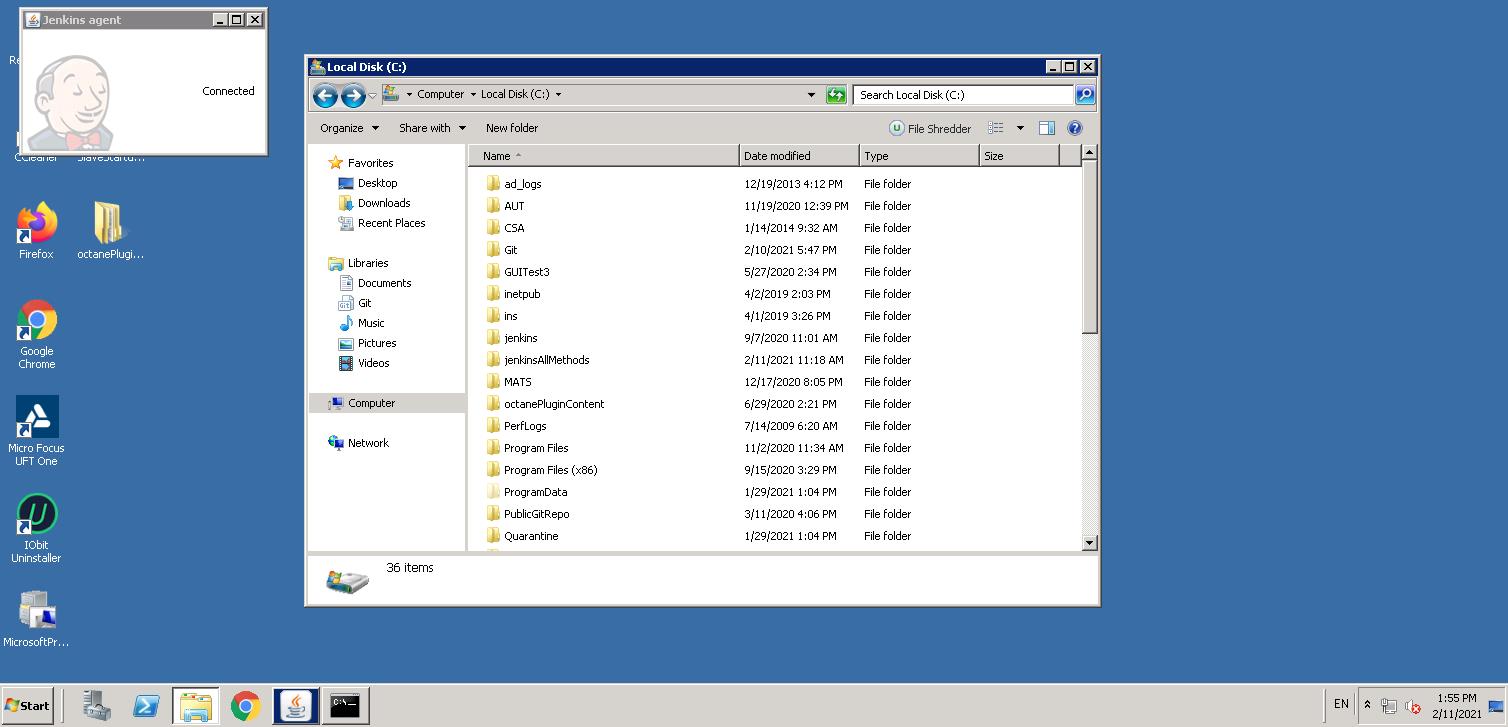 Jenkins agent
Connected
Re
CCleaner
SlaveStartu...
Firefox
octanePlugi...
Google
Chrome
Micro Focus
UFT One
IObit
Uninstaller
MicrosoftPr...
Local Disk (C:)
Computer Local Disk (C:)
Search Local Disk (C:)
Organize Share with New folder File Shredder
Favorites
Desktop
Downloads
Recent Places
Libraries
Documents
Git
Music
Pictures
Videos
Computer
Network
Name Date modified Type Size
ad_logs 12/19/2013 4:12 PM File folder
AUT 11/19/2020 12:39 PM File folder
CSA 1/14/2014 9:32 AM File folder
Git 2/10/2021 5:47 PM File folder
GUITest3 5/27/2020 2:34 PM File folder
inetpub 4/2/2019 2:03 PM File folder
ins 4/1/2019 3:26 PM File folder
jenkins 9/7/2020 11:01 AM File folder
jenkinsAllMethods 2/11/2021 11:18 AM File folder
MATS 12/17/2020 8:05 PM File folder
octanePluginContent 6/29/2020 2:21 PM File folder
PerfLogs 7/14/2009 6:20 AM File folder
Program Files 11/2/2020 11:34 AM File folder
Program Files (x86) 9/15/2020 3:29 PM File folder
ProgramData 1/29/2021 1:04 PM File folder
PublicGitRepo 3/11/2020 4:06 PM File folder
Quarantine 1/29/2021 1:04 PM File folder
36 items
Start
EN
1:55 PM
2/11/2021